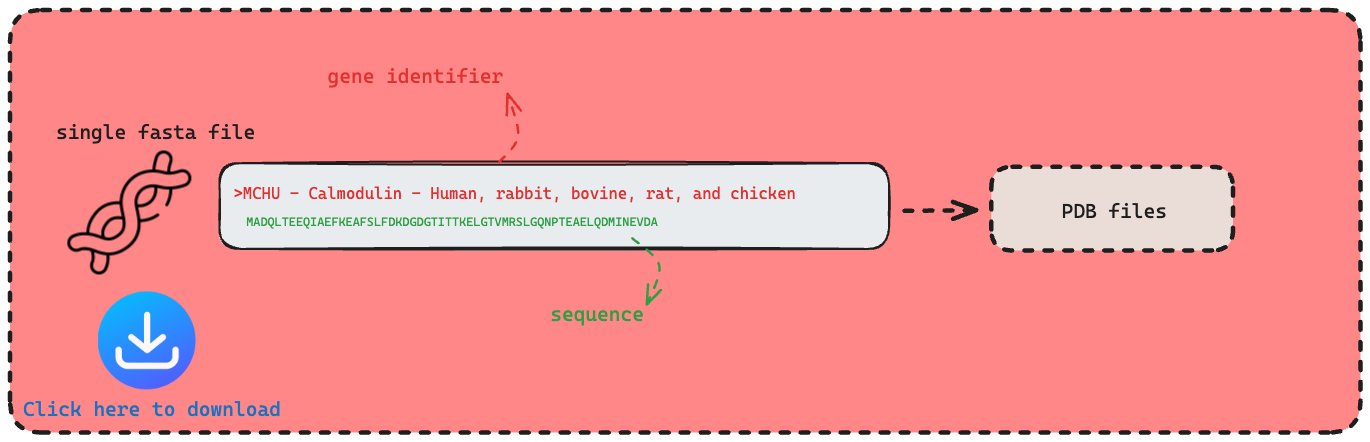 gene identifier
single fasta file
>MCHU - Calmodulin - Human, rabbit, bovine, rat, and chicken
MADQLTEEQIAEFKEAFSLFDKDGDGTITTKELGTVMRSLGQNPTEAELQDMINEVDA
PDB files
sequence
Click here to download